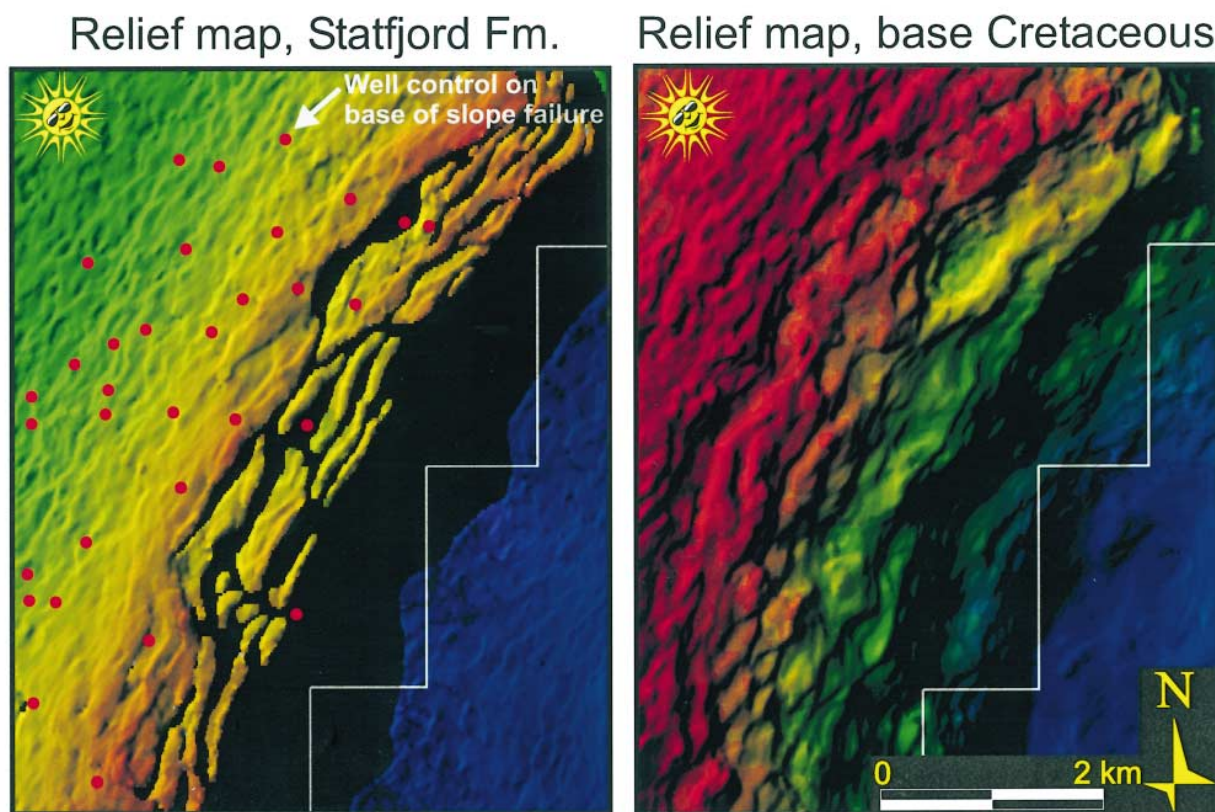 Relief map, Statfjord Fm.
Relief map, base Cretaceous
Well control on
base of slope failure
N
0 2 km